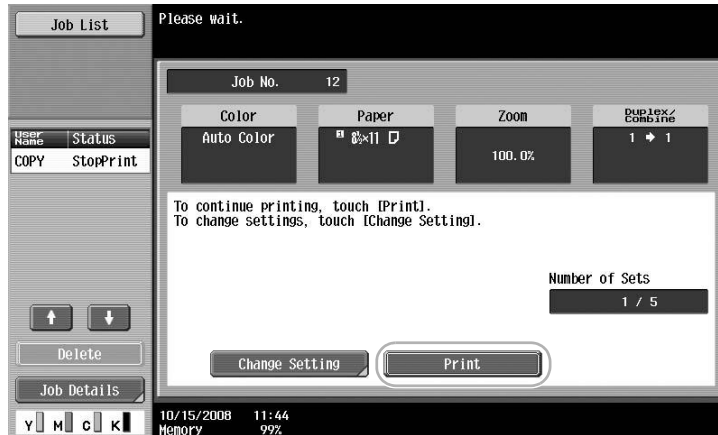 Job List
Please wait.
Job No. 12
Color Paper Zoom Duplex/
Combine
Auto Color 1 8½×11 100.0% 1 → 1
User
Name Status
COPY StopPrint
To continue printing, touch [Print].
To change settings, touch [Change Setting].
Number of Sets
1 / 5
Delete
Change Setting Print
Job Details
Y M C K
10/15/2008 11:44
Memory 99%